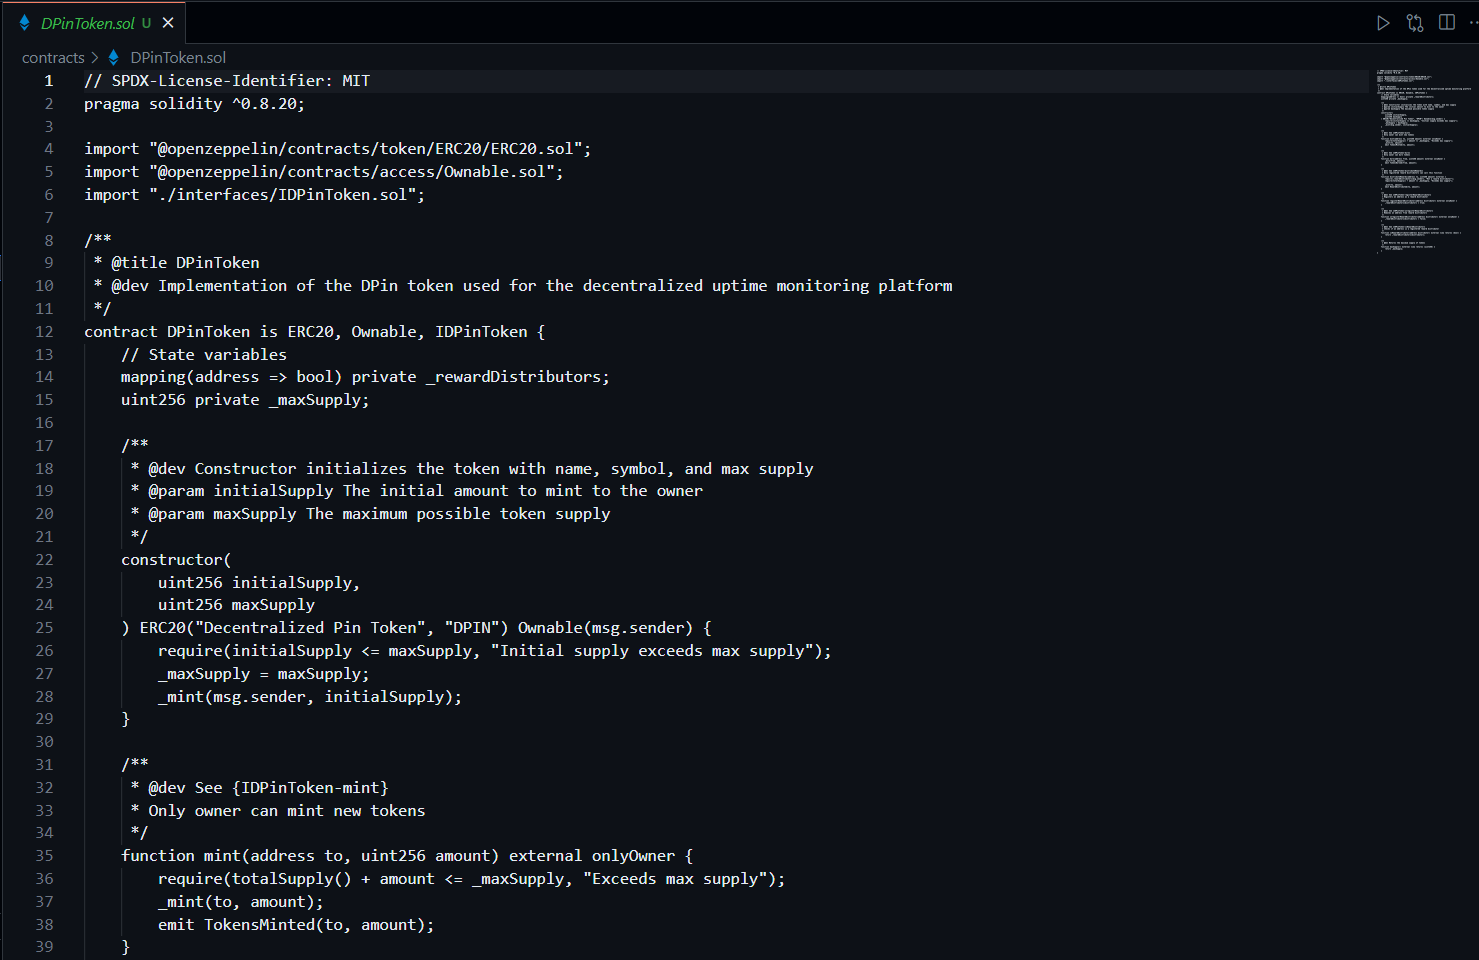 DPinToken.sol U
contracts > DPinToken.sol
1 // SPDX-License-Identifier: MIT
2 pragma solidity ^0.8.20;
3
4 import "@openzeppelin/contracts/token/ERC20/ERC20.sol";
5 import "@openzeppelin/contracts/access/Ownable.sol";
6 import "./interfaces/IDPinToken.sol";
7
8 /**
9  * @title DPinToken
10  * @dev Implementation of the DPin token used for the decentralized uptime monitoring platform
11  */
12 contract DPinToken is ERC20, Ownable, IDPinToken {
13     // State variables
14     mapping(address => bool) private _rewardDistributors;
15     uint256 private _maxSupply;
16
17     /**
18      * @dev Constructor initializes the token with name, symbol, and max supply
19      * @param initialSupply The initial amount to mint to the owner
20      * @param maxSupply The maximum possible token supply
21      */
22     constructor(
23         uint256 initialSupply,
24         uint256 maxSupply
25     ) ERC20("Decentralized Pin Token", "DPIN") Ownable(msg.sender) {
26         require(initialSupply <= maxSupply, "Initial supply exceeds max supply");
27         _maxSupply = maxSupply;
28         _mint(msg.sender, initialSupply);
29     }
30
31     /**
32      * @dev See {IDPinToken-mint}
33      * Only owner can mint new tokens
34      */
35     function mint(address to, uint256 amount) external onlyOwner {
36         require(totalSupply() + amount <= _maxSupply, "Exceeds max supply");
37         _mint(to, amount);
38         emit TokensMinted(to, amount);
39     }